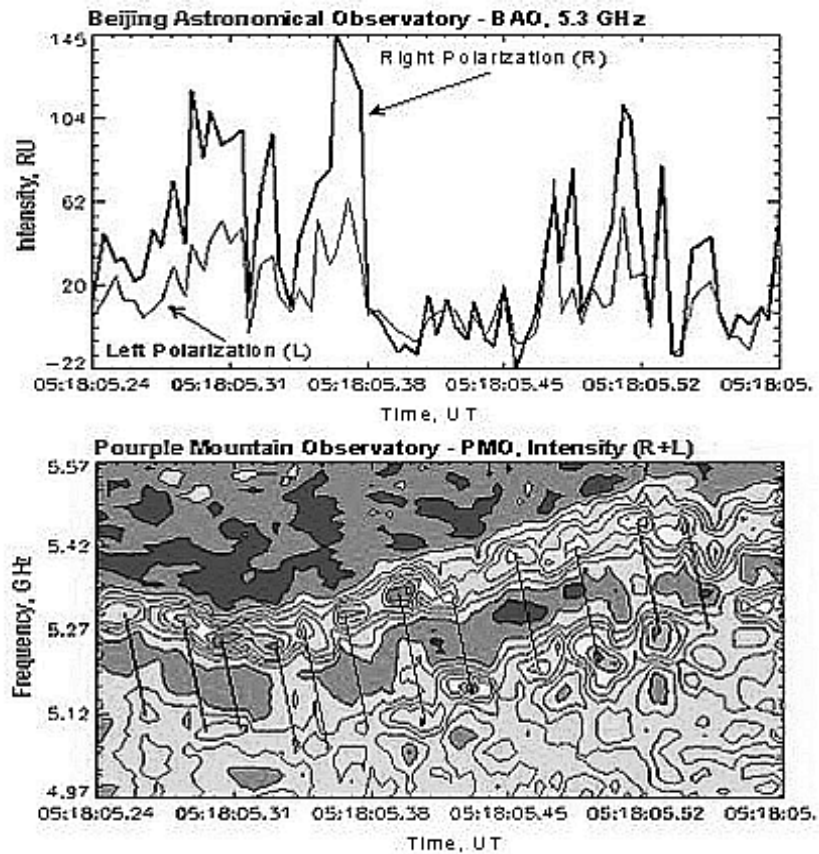 Beijing Astronomical Observatory - BAO, 5.3 GHz
145
Right Polarization (R)
104
62
20
Left Polarization (L)
-22
Intensity, RU
05:18:05.24 05:18:05.31 05:18:05.38 05:18:05.45 05:18:05.52 05:18:05.
Time, UT
Pourple Mountain Observatory - PMO, Intensity (R+L)
5.57
5.42
5.27
5.12
4.97
Frequency, GHz
05:18:05.24 05:18:05.31 05:18:05.38 05:18:05.45 05:18:05.52 05:18:05.
Time, UT